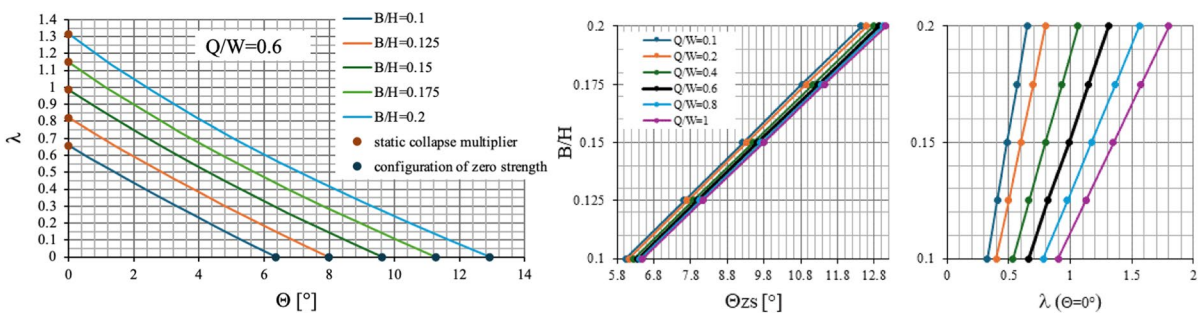 1.4
1.3
1.2
1.1
1
0.9
0.8
0.7
0.6
0.5
0.4
0.3
0.2
0.1
0
λ
Q/W=0.6
B/H=0.1
B/H=0.125
B/H=0.15
B/H=0.175
B/H=0.2
static collapse multiplier
configuration of zero strength
0 2 4 6 8 10 12 14
Θ [°]
0.2
0.175
0.15
0.125
0.1
B/H
Q/W=0.1
Q/W=0.2
Q/W=0.4
Q/W=0.6
Q/W=0.8
Q/W=1
5.8 6.8 7.8 8.8 9.8 10.8 11.8 12.8
Θzs [°]
0.2
0.15
0.1
0 0.5 1 1.5 2
λ (Θ=0°)